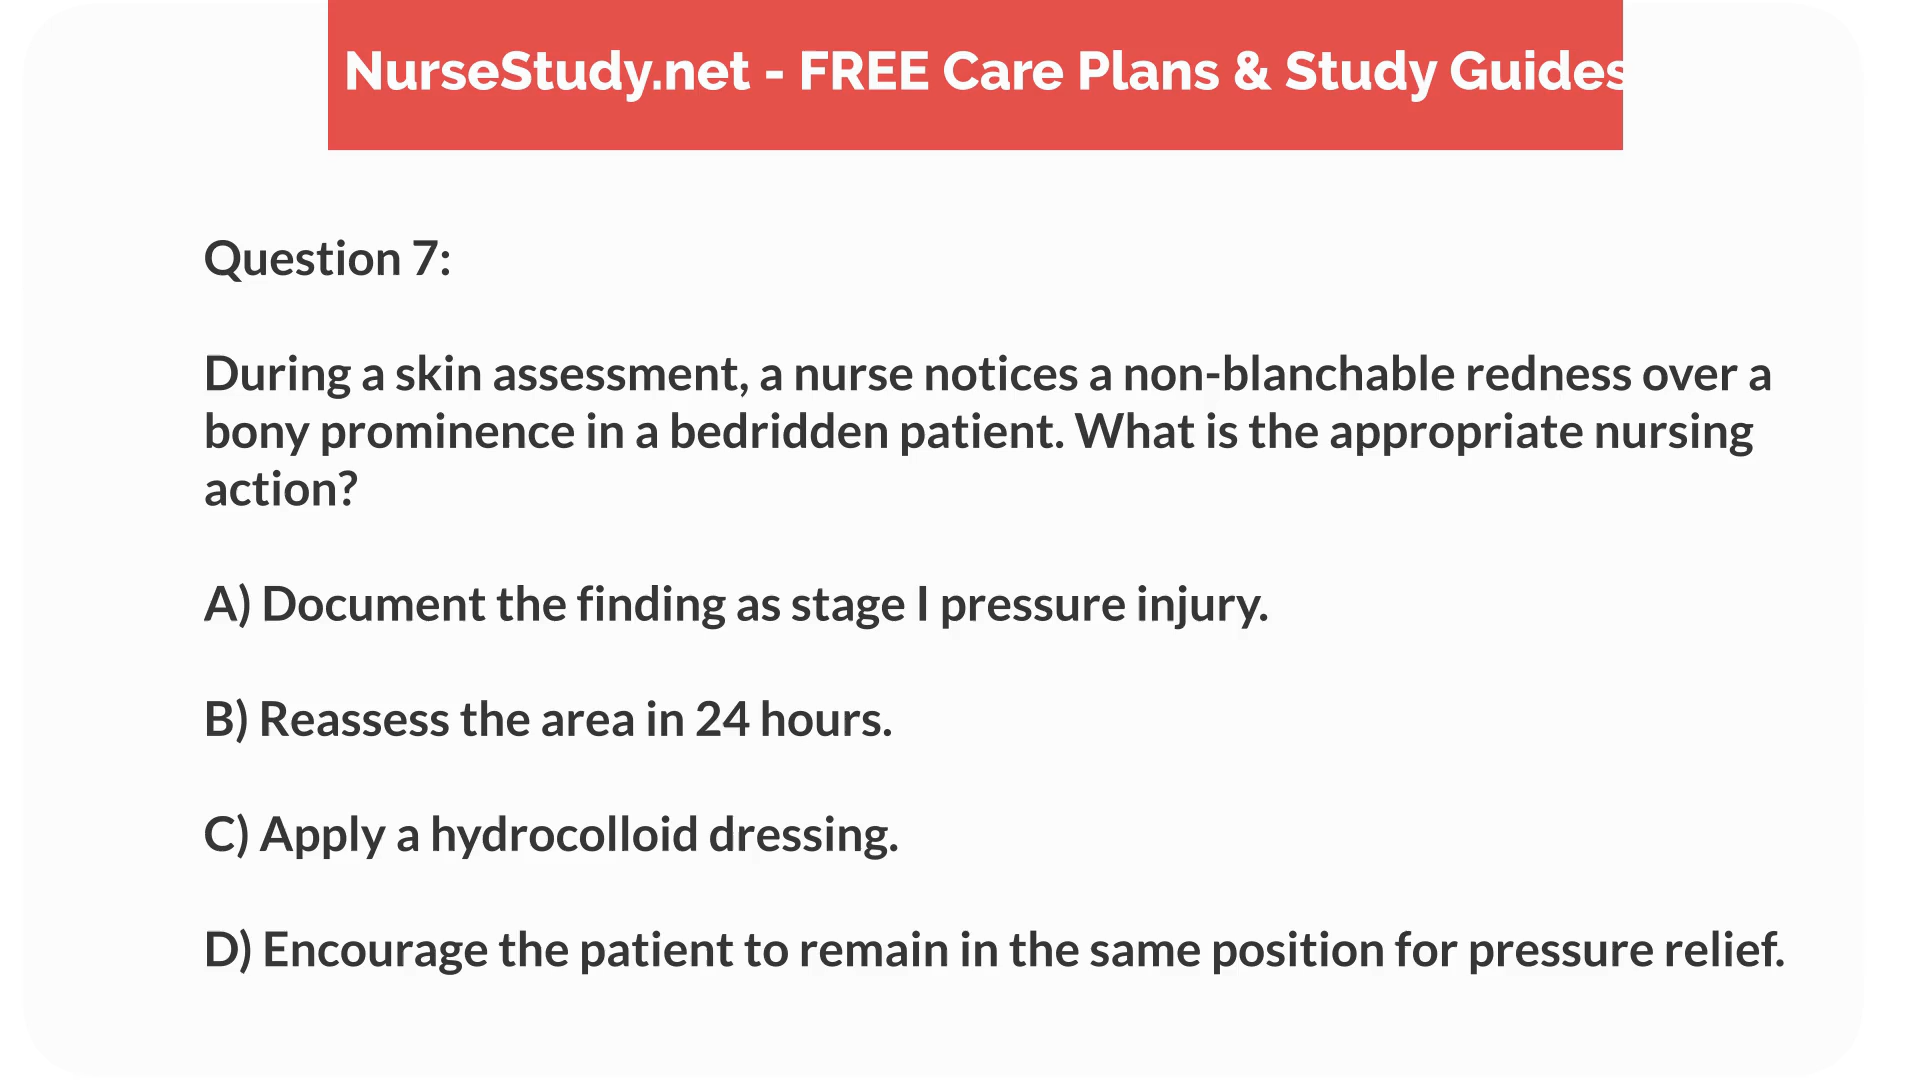 NurseStudy.net - FREE Care Plans & Study Guides
Question 7:
During a skin assessment, a nurse notices a non-blanchable redness over a
bony prominence in a bedridden patient. What is the appropriate nursing
action?
A) Document the finding as stage I pressure injury.
B) Reassess the area in 24 hours.
C) Apply a hydrocolloid dressing.
D) Encourage the patient to remain in the same position for pressure relief.